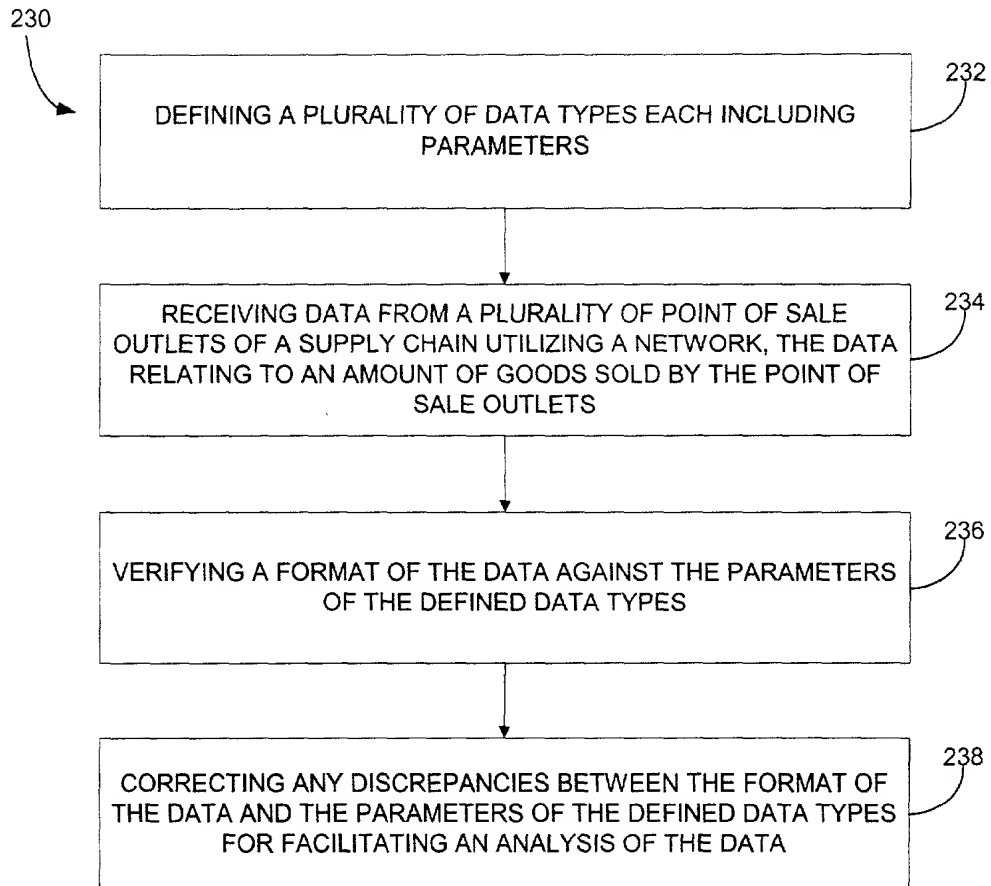 230
232
DEFINING A PLURALITY OF DATA TYPES EACH INCLUDING
PARAMETERS
234
RECEIVING DATA FROM A PLURALITY OF POINT OF SALE
OUTLETS OF A SUPPLY CHAIN UTILIZING A NETWORK, THE DATA
RELATING TO AN AMOUNT OF GOODS SOLD BY THE POINT OF
SALE OUTLETS
236
VERIFYING A FORMAT OF THE DATA AGAINST THE PARAMETERS
OF THE DEFINED DATA TYPES
238
CORRECTING ANY DISCREPANCIES BETWEEN THE FORMAT OF
THE DATA AND THE PARAMETERS OF THE DEFINED DATA TYPES
FOR FACILITATING AN ANALYSIS OF THE DATA